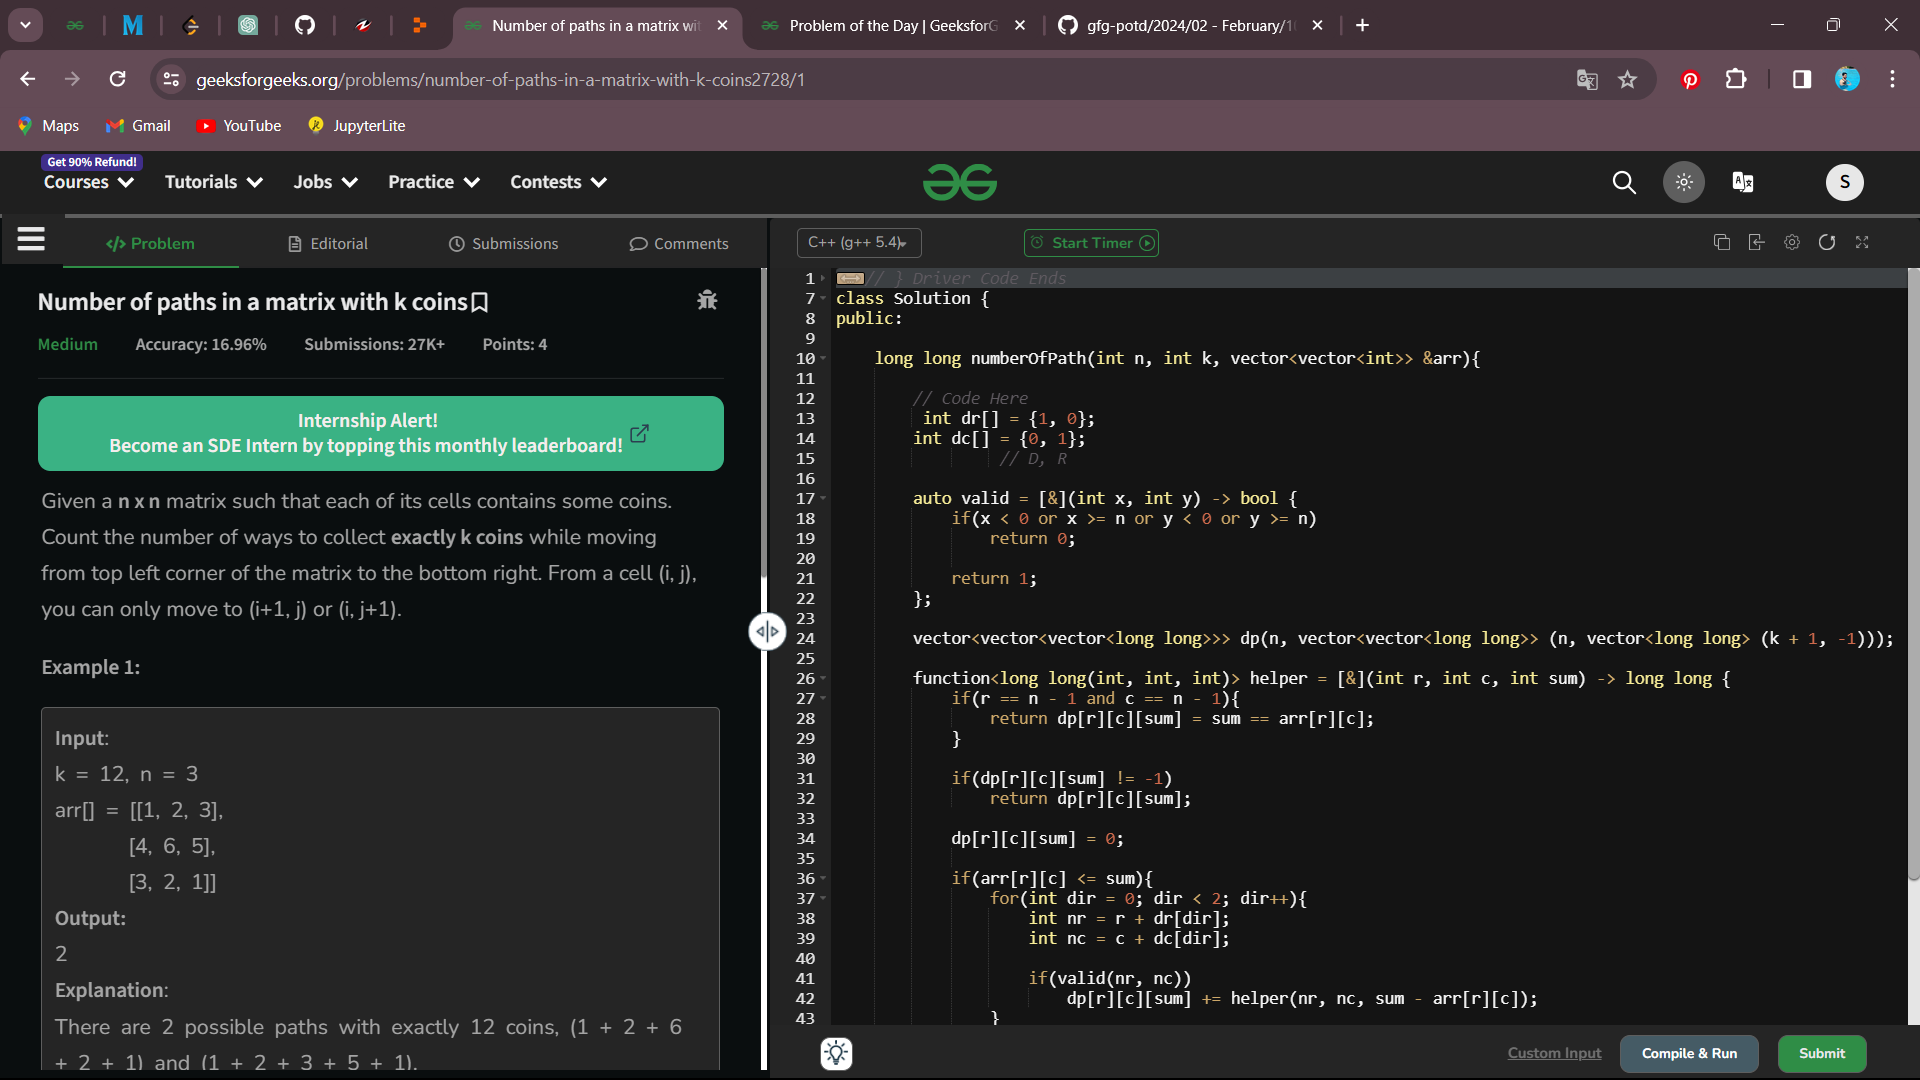 Number of paths in a matrix wi
Problem of the Day | GeeksforG
gfg-potd/2024/02 - February/1
geeksforgeeks.org/problems/number-of-paths-in-a-matrix-with-k-coins2728/1
Maps
Gmail
YouTube
JupyterLite
Get 90% Refund!
Courses
Tutorials
Jobs
Practice
Contests
S
</> Problem
Editorial
Submissions
Comments
C++ (g++ 5.4)
Start Timer
Number of paths in a matrix with k coins
Medium
Accuracy: 16.96%
Submissions: 27K+
Points: 4
Internship Alert!
Become an SDE Intern by topping this monthly leaderboard!
Given a n x n matrix such that each of its cells contains some coins.
Count the number of ways to collect exactly k coins while moving
from top left corner of the matrix to the bottom right. From a cell (i, j),
you can only move to (i+1, j) or (i, j+1).
Example 1:
Input:
k = 12, n = 3
arr[] = [[1, 2, 3],
[4, 6, 5],
[3, 2, 1]]
Output:
2
Explanation:
There are 2 possible paths with exactly 12 coins, (1 + 2 + 6
+ 2 + 1) and (1 + 2 + 3 + 5 + 1).
1 // } Driver Code Ends
7 class Solution {
8 public:
9
10 long long numberOfPath(int n, int k, vector<vector<int>> &arr){
11
12 // Code Here
13 int dr[] = {1, 0};
14 int dc[] = {0, 1};
15 // D, R
16
17 auto valid = [&](int x, int y) -> bool {
18 if(x < 0 or x >= n or y < 0 or y >= n)
19 return 0;
20
21 return 1;
22 };
23
24 vector<vector<vector<long long>>> dp(n, vector<vector<long long>> (n, vector<long long> (k + 1, -1)));
25
26 function<long long(int, int, int)> helper = [&](int r, int c, int sum) -> long long {
27 if(r == n - 1 and c == n - 1){
28 return dp[r][c][sum] = sum == arr[r][c];
29 }
30
31 if(dp[r][c][sum] != -1)
32 return dp[r][c][sum];
33
34 dp[r][c][sum] = 0;
35
36 if(arr[r][c] <= sum){
37 for(int dir = 0; dir < 2; dir++){
38 int nr = r + dr[dir];
39 int nc = c + dc[dir];
40
41 if(valid(nr, nc))
42 dp[r][c][sum] += helper(nr, nc, sum - arr[r][c]);
43 }
Custom Input
Compile & Run
Submit